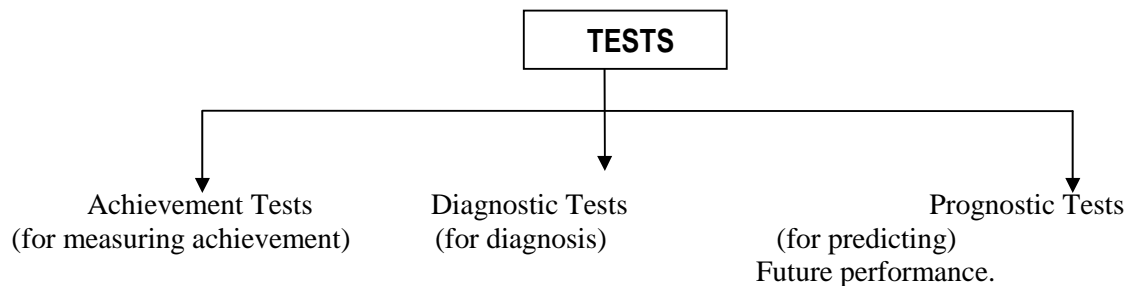 TESTS
Achievement Tests Diagnostic Tests Prognostic Tests
(for measuring achievement) (for diagnosis) (for predicting)
Future performance.